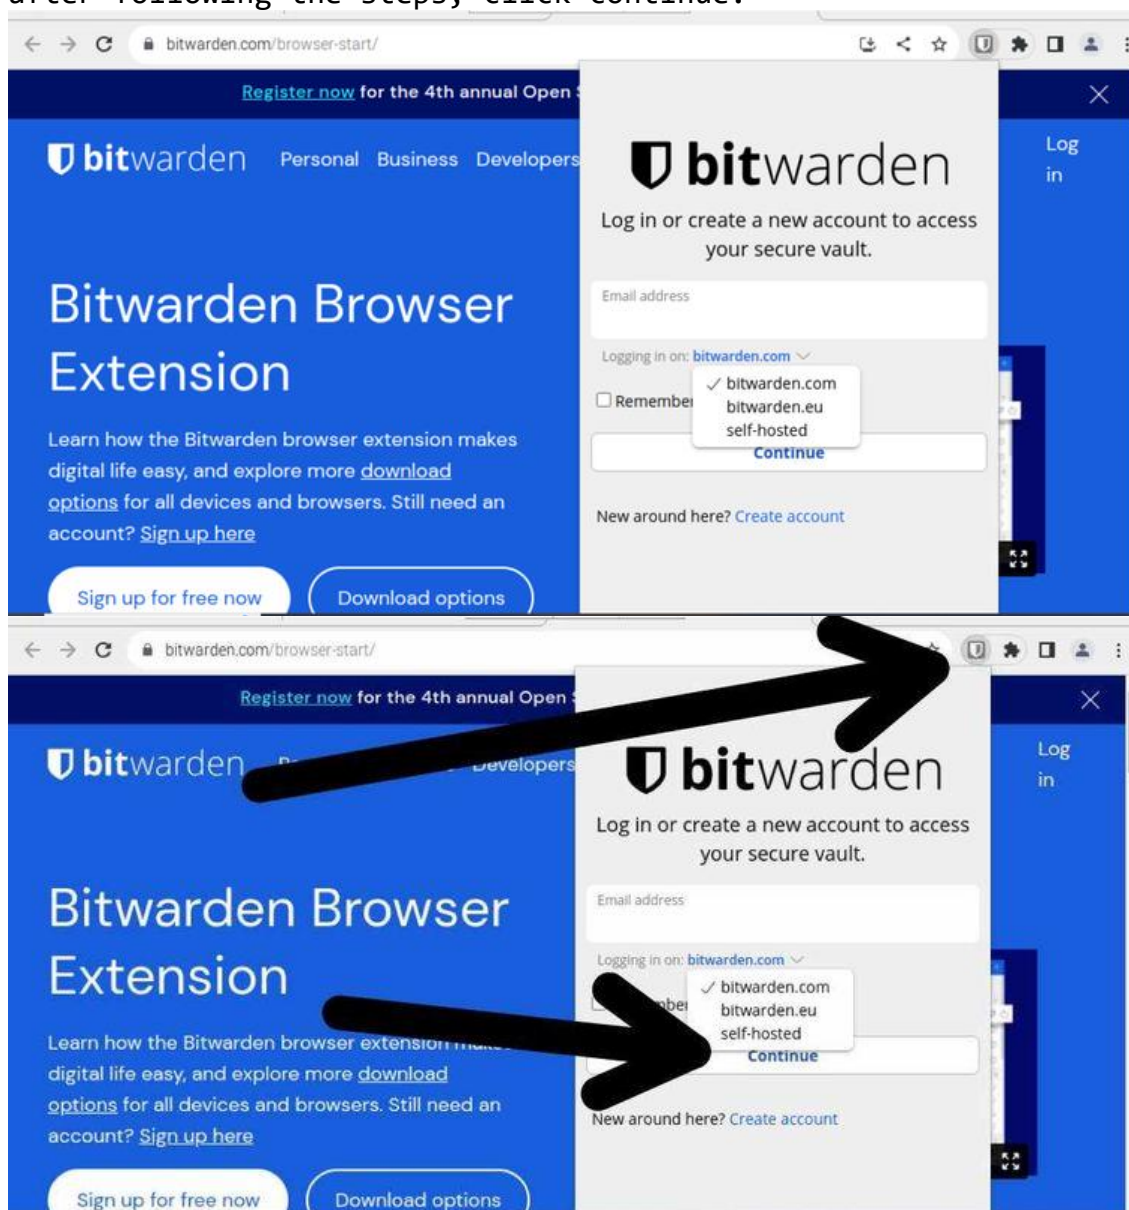 after following the steps, click continue.
bitwarden.com/browser-start/
Register now for the 4th annual Open
bitwarden Personal Business Developers
Log
in
Bitwarden Browser
Extension
Learn how the Bitwarden browser extension makes
digital life easy, and explore more download
options for all devices and browsers. Still need an
account? Sign up here
Sign up for free now Download options
bitwarden
Log in or create a new account to access
your secure vault.
Email address
Logging in on: bitwarden.com
bitwarden.com
bitwarden.eu
self-hosted
Remember
Continue
New around here? Create account
bitwarden.com/browser-start/
Register now for the 4th annual Open
bitwarden Developers
Log
in
Bitwarden Browser
Extension
Learn how the Bitwarden browser extension
digital life easy, and explore more download
options for all devices and browsers. Still need an
account? Sign up here
Sign up for free now Download options
bitwarden
Log in or create a new account to access
your secure vault.
Email address
Logging in on: bitwarden.com
bitwarden.com
bitwarden.eu
self-hosted
Continue
New around here? Create account